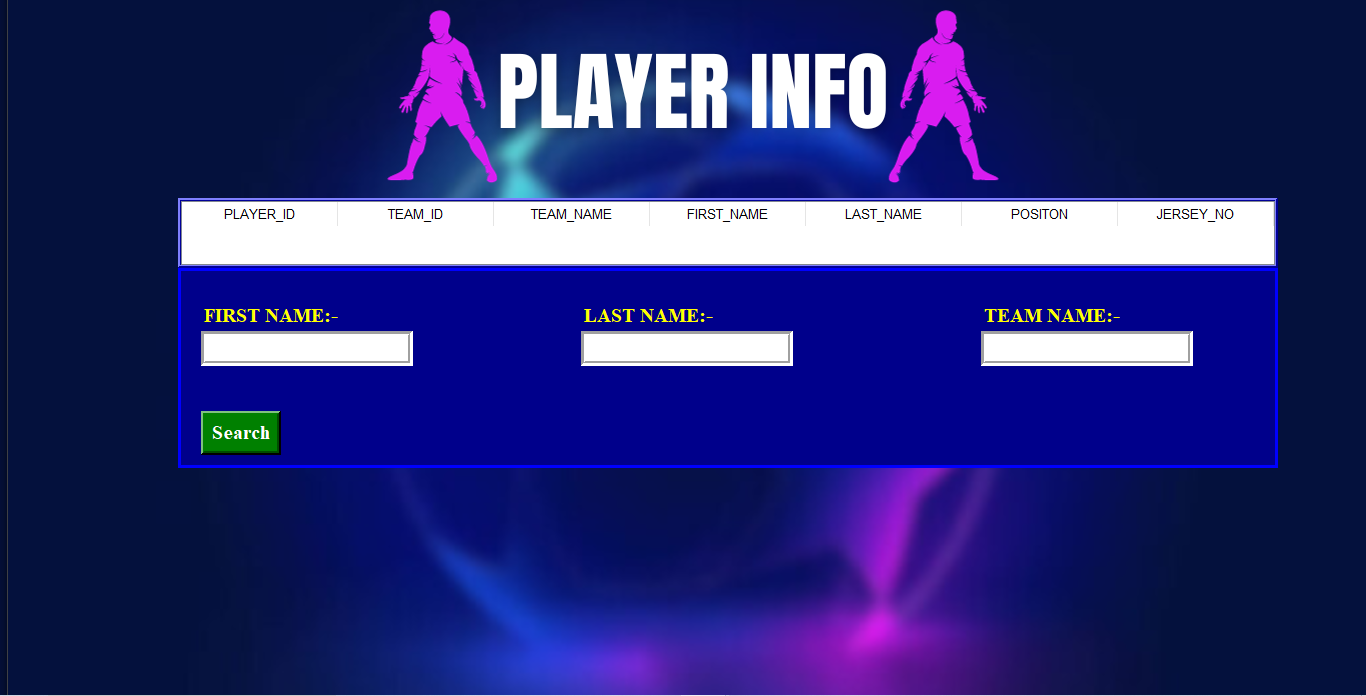 PLAYER INFO
PLAYER_ID TEAM_ID TEAM_NAME FIRST_NAME LAST_NAME POSITON JERSEY_NO
FIRST NAME:- LAST NAME:- TEAM NAME:-
Search